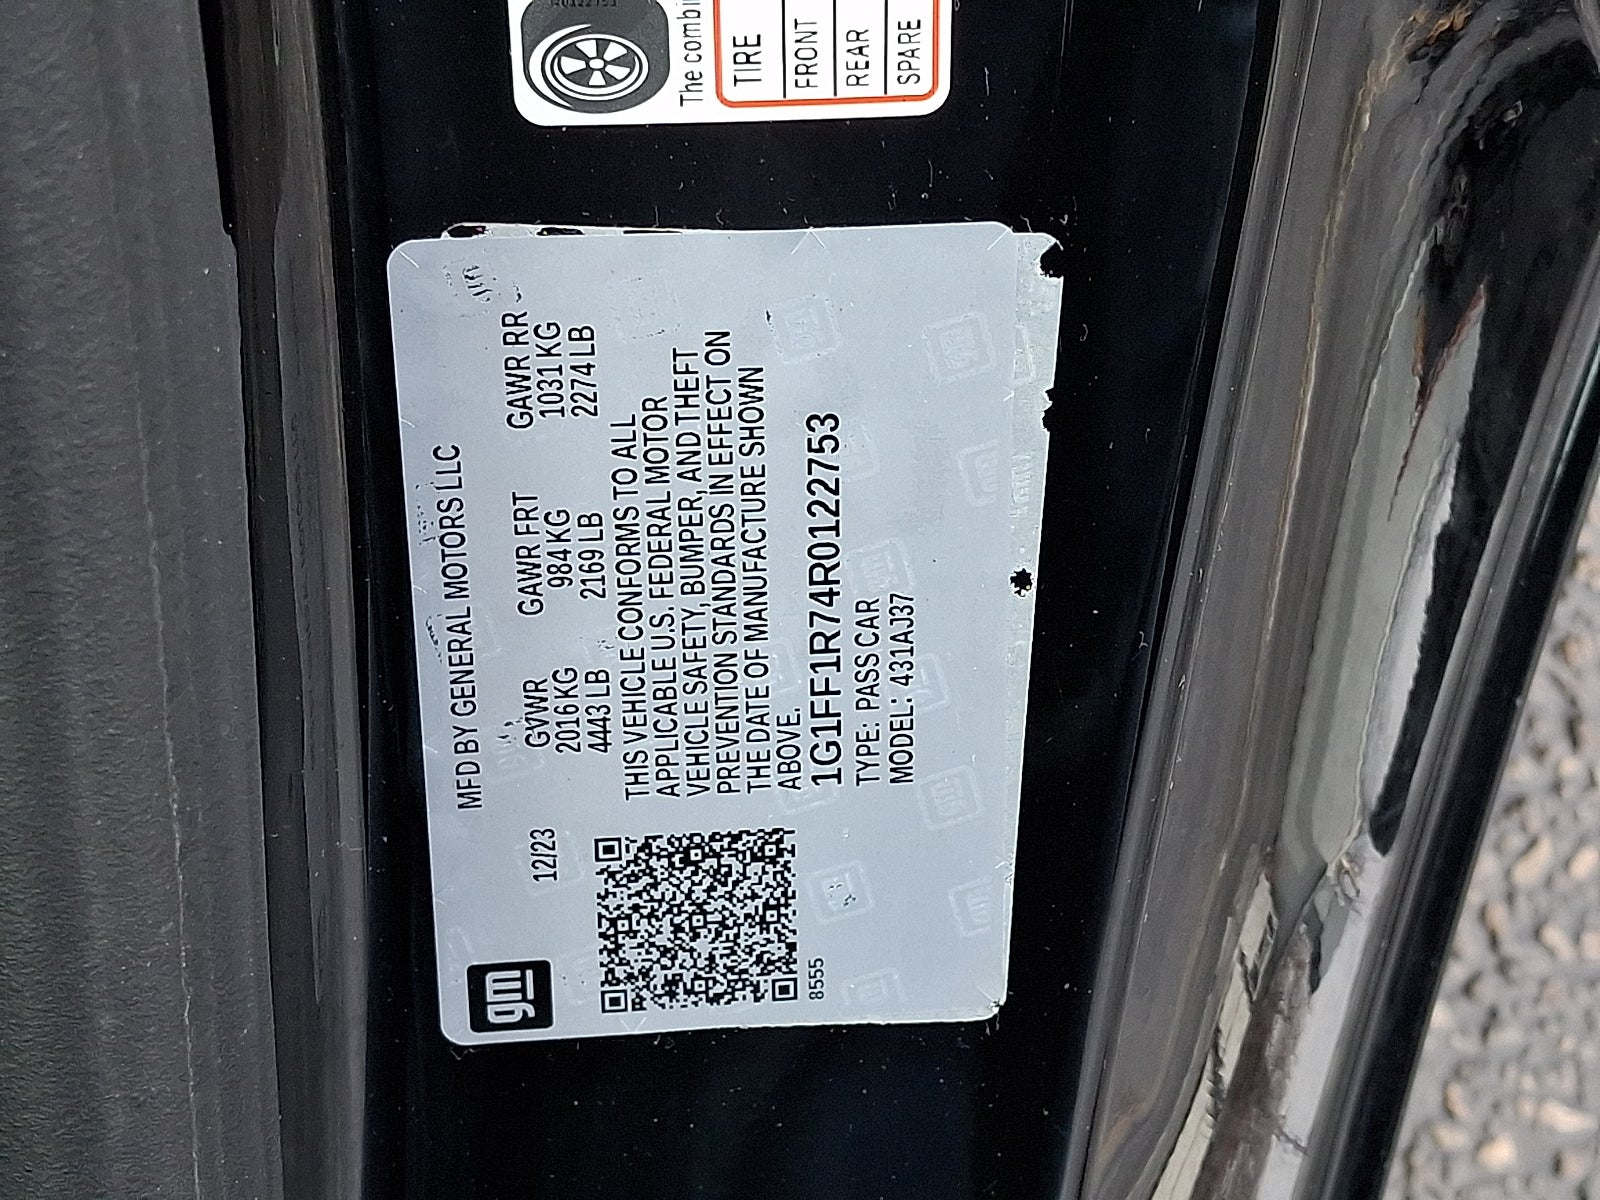 R0122753
The combi
TIRE
FRONT
REAR
SPARE
MFD BY GENERAL MOTORS LLC
12/23
GVWR GAWR FRT GAWR RR
2016 KG 984 KG 1031 KG
4443 LB 2169 LB 2274 LB
THIS VEHICLE CONFORMS TO ALL
APPLICABLE U.S. FEDERAL MOTOR
VEHICLE SAFETY, BUMPER, AND THEFT
PREVENTION STANDARDS IN EFFECT ON
THE DATE OF MANUFACTURE SHOWN
ABOVE.
1G1FF1R74R0122753
TYPE: PASS CAR
MODEL: 431AJ37
gm
8555